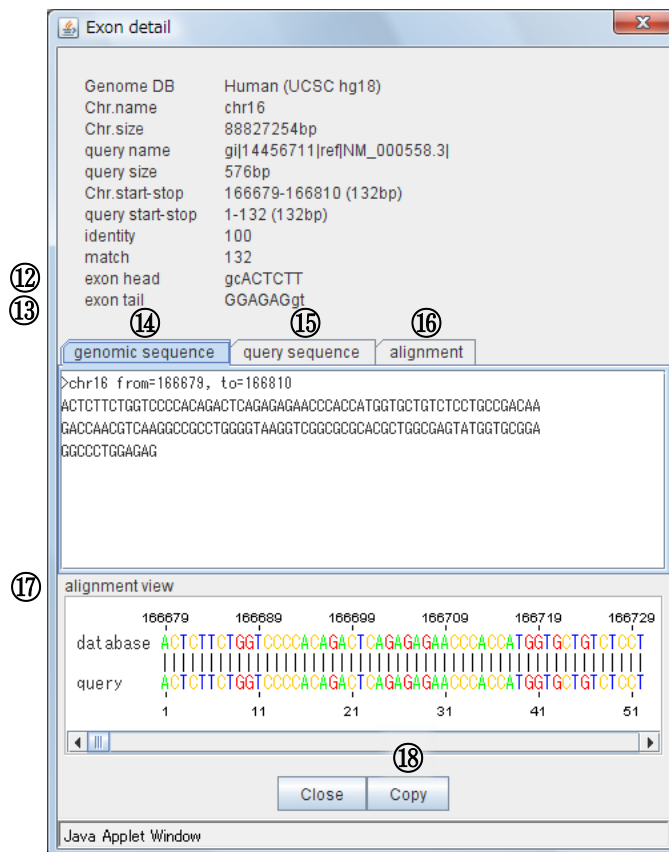 Exon detail
Genome DB Human (UCSC hg18)
Chr.name chr16
Chr.size 88827254bp
query name gi|14456711|ref|NM_000558.3|
query size 576bp
Chr.start-stop 166679-166810 (132bp)
query start-stop 1-132 (132bp)
identity 100
match 132
⑫ exon head gcACTCTT
⑬ exon tail GGAGAGgt
⑭ ⑮ ⑯
genomic sequence query sequence alignment
>chr16 from=166679, to=166810
ACTCTTCTGGTCCCCACAGACTCAGAGAGAACCCACCATGGTGCTGTCTCCTGCCGACAA
GACCAACGTCAAGGCCGCCTGGGGTAAGGTCGGCGCGCACGCTGGCGAGTATGGTGCGGA
GGCCCTGGAGAG
⑰ alignment view
166679 166689 166699 166709 166719 166729
database ACTCTTCTGGTCCCCACAGACTCAGAGAGAACCCACCATGGTGCTGTCTCCT
query ACTCTTCTGGTCCCCACAGACTCAGAGAGAACCCACCATGGTGCTGTCTCCT
1 11 21 31 41 51
⑱
Close Copy
Java Applet Window